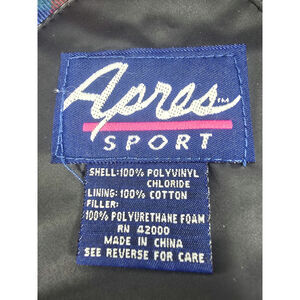 Apres™
SPORT
SHELL:100% POLYVINYL
CHLORIDE
LINING: 100% COTTON
FILLER:
100% POLYURETHANE FOAM
RN 42000
MADE IN CHINA
SEE REVERSE FOR CARE